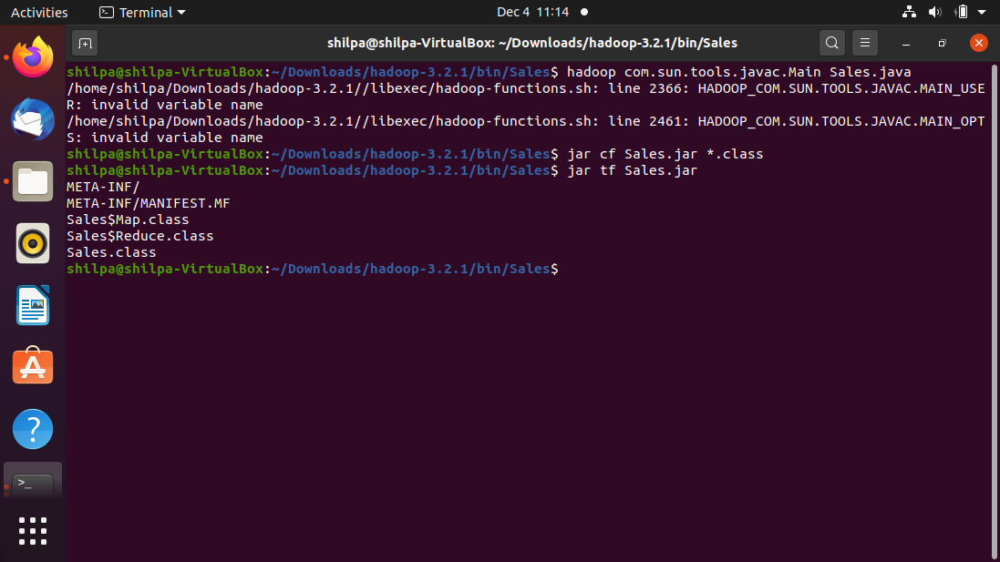 Activities
Terminal
Dec 4 11:14
shilpa@shilpa-VirtualBox: ~/Downloads/hadoop-3.2.1/bin/Sales
shilpa@shilpa-VirtualBox:~/Downloads/hadoop-3.2.1/bin/Sales$ hadoop com.sun.tools.javac.Main Sales.java
/home/shilpa/Downloads/hadoop-3.2.1//libexec/hadoop-functions.sh: line 2366: HADOOP_COM.SUN.TOOLS.JAVAC.MAIN_USE
R: invalid variable name
/home/shilpa/Downloads/hadoop-3.2.1//libexec/hadoop-functions.sh: line 2461: HADOOP_COM.SUN.TOOLS.JAVAC.MAIN_OPT
S: invalid variable name
shilpa@shilpa-VirtualBox:~/Downloads/hadoop-3.2.1/bin/Sales$ jar cf Sales.jar *.class
shilpa@shilpa-VirtualBox:~/Downloads/hadoop-3.2.1/bin/Sales$ jar tf Sales.jar
META-INF/
META-INF/MANIFEST.MF
Sales$Map.class
Sales$Reduce.class
Sales.class
shilpa@shilpa-VirtualBox:~/Downloads/hadoop-3.2.1/bin/Sales$